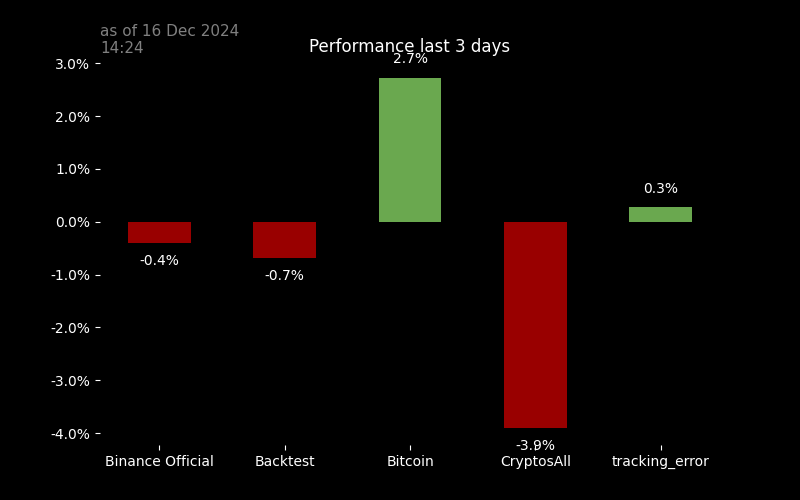 as of 16 Dec 2024
14:24
Performance last 3 days
3.0%
2.0%
1.0%
0.0%
-1.0%
-2.0%
-3.0%
-4.0%
-0.4%
-0.7%
2.7%
-3.9%
0.3%
Binance Official
Backtest
Bitcoin
CryptosAll
tracking_error